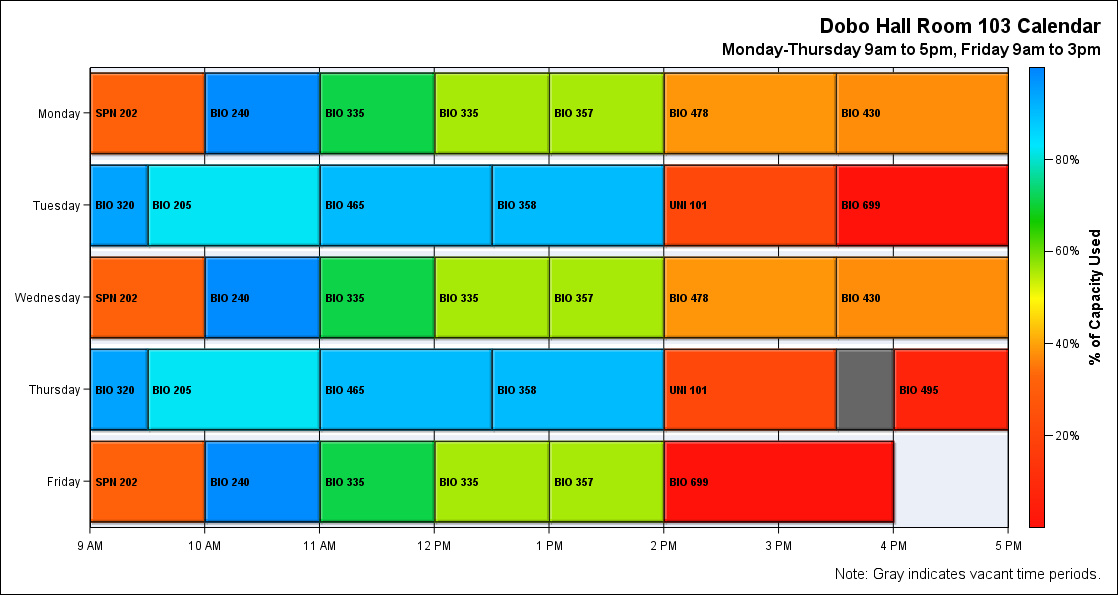 Dobo Hall Room 103 Calendar
Monday-Thursday 9am to 5pm, Friday 9am to 3pm
Monday
SPN 202
BIO 240
BIO 335
BIO 335
BIO 357
BIO 478
BIO 430
Tuesday
BIO 320
BIO 205
BIO 465
BIO 358
UNI 101
BIO 699
Wednesday
SPN 202
BIO 240
BIO 335
BIO 335
BIO 357
BIO 478
BIO 430
Thursday
BIO 320
BIO 205
BIO 465
BIO 358
UNI 101
BIO 495
Friday
SPN 202
BIO 240
BIO 335
BIO 335
BIO 357
BIO 699
9 AM
10 AM
11 AM
12 PM
1 PM
2 PM
3 PM
4 PM
5 PM
80%
60%
40%
20%
% of Capacity Used
Note: Gray indicates vacant time periods.